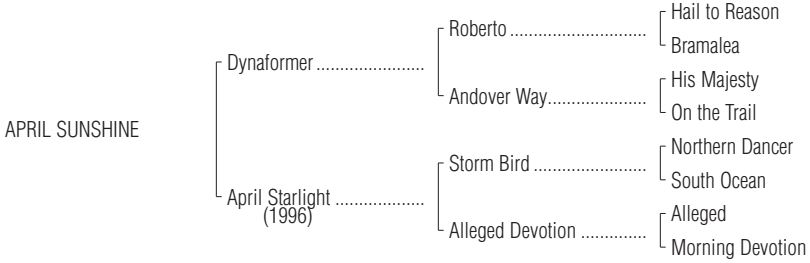 Hail to Reason
Roberto ............................
Bramalea
Dynaformer .......................
His Majesty
Andover Way.....................
On the Trail
APRIL SUNSHINE
Northern Dancer
Storm Bird ........................
South Ocean
April Starlight ...................
(1996)
Alleged
Alleged Devotion ..............
Morning Devotion